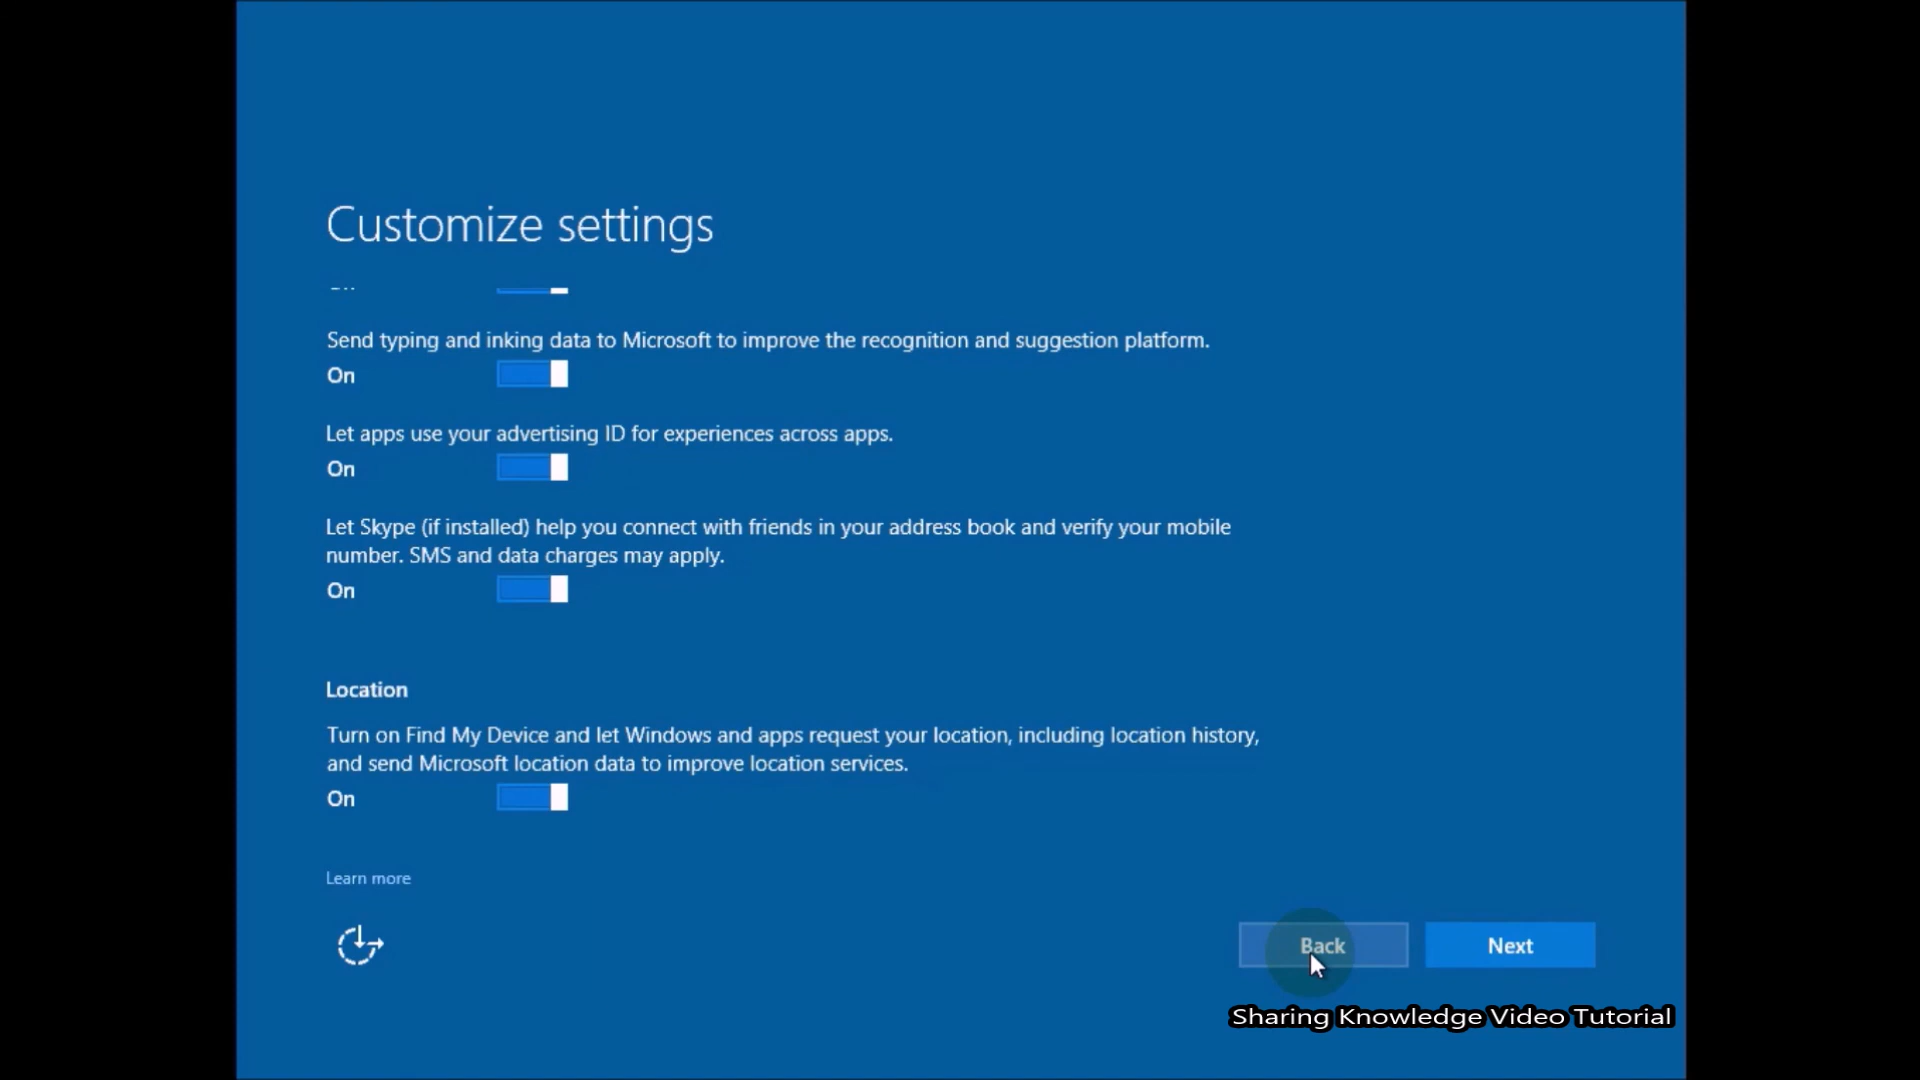 Customize settings
Send typing and inking data to Microsoft to improve the recognition and suggestion platform.
On
Let apps use your advertising ID for experiences across apps.
On
Let Skype (if installed) help you connect with friends in your address book and verify your mobile
number. SMS and data charges may apply.
On
Location
Turn on Find My Device and let Windows and apps request your location, including location history,
and send Microsoft location data to improve location services.
On
Learn more
Back
Next
Sharing Knowledge Video Tutorial